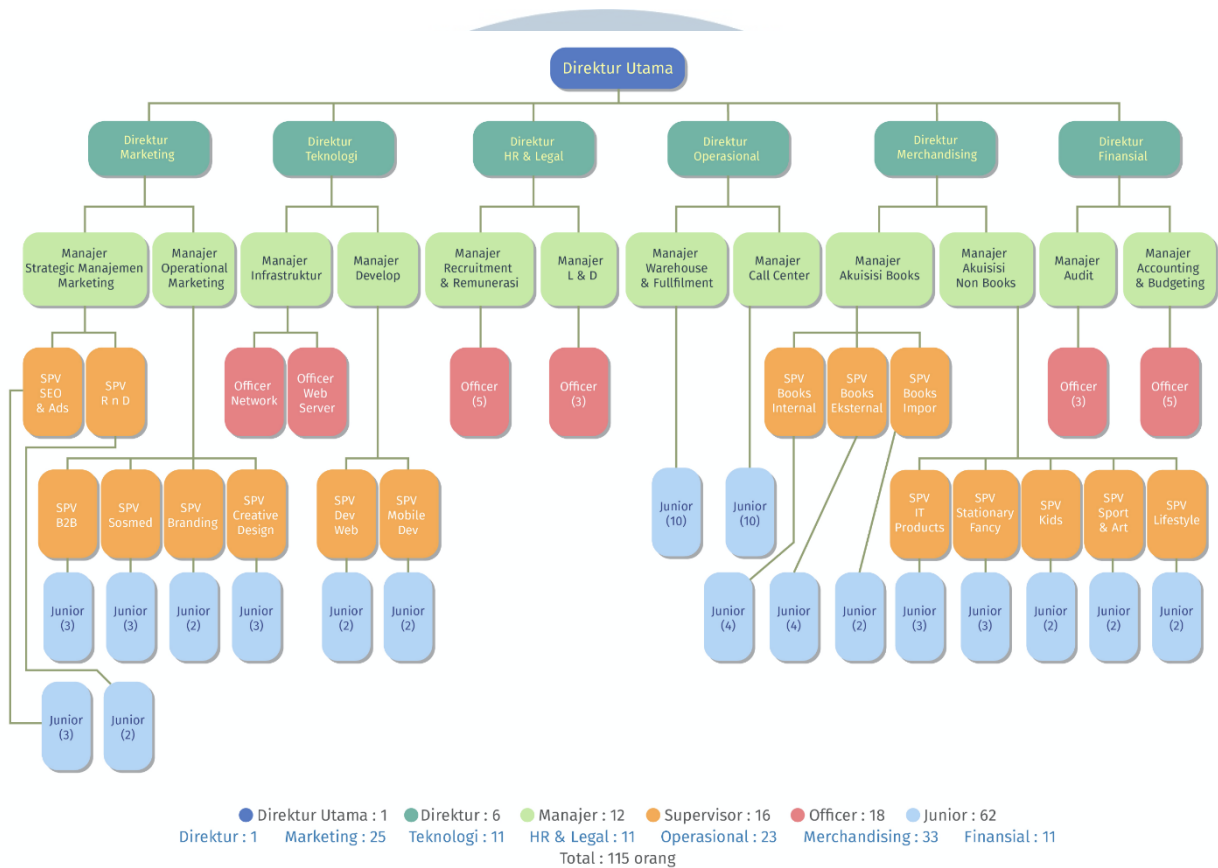 Direktur Utama
Direktur
Marketing
Direktur
Teknologi
Direktur
HR & Legal
Direktur
Operasional
Direktur
Merchandising
Direktur
Finansial
Manajer
Strategic Manajemen
Marketing
Manajer
Operational
Marketing
Manajer
Infrastruktur
Manajer
Develop
Manajer
Recruitment
& Remunerasi
Manajer
L & D
Manajer
Warehouse
& Fullfilment
Manajer
Call Center
Manajer
Akuisisi Books
Manajer
Akuisisi
Non Books
Manajer
Audit
Manajer
Accounting
& Budgeting
SPV
SEO
& Ads
SPV
R n D
Officer
Network
Officer
Web
Server
Officer
(5)
Officer
(3)
SPV
Books
Internal
SPV
Books
Eksternal
SPV
Books
Impor
Officer
(3)
Officer
(5)
SPV
B2B
SPV
Sosmed
SPV
Branding
SPV
Creative
Design
SPV
Dev
Web
SPV
Mobile
Dev
Junior
(10)
Junior
(10)
SPV
IT
Products
SPV
Stationary
Fancy
SPV
Kids
SPV
Sport
& Art
SPV
Lifestyle
Junior
(3)
Junior
(3)
Junior
(2)
Junior
(3)
Junior
(2)
Junior
(2)
Junior
(4)
Junior
(4)
Junior
(2)
Junior
(3)
Junior
(3)
Junior
(2)
Junior
(2)
Junior
(2)
Junior
(3)
Junior
(2)
Direktur Utama : 1 Direktur : 6 Manajer : 12 Supervisor : 16 Officer : 18 Junior : 62
Direktur : 1 Marketing : 25 Teknologi : 11 HR & Legal : 11 Operasional : 23 Merchandising : 33 Finansial : 11
Total : 115 orang